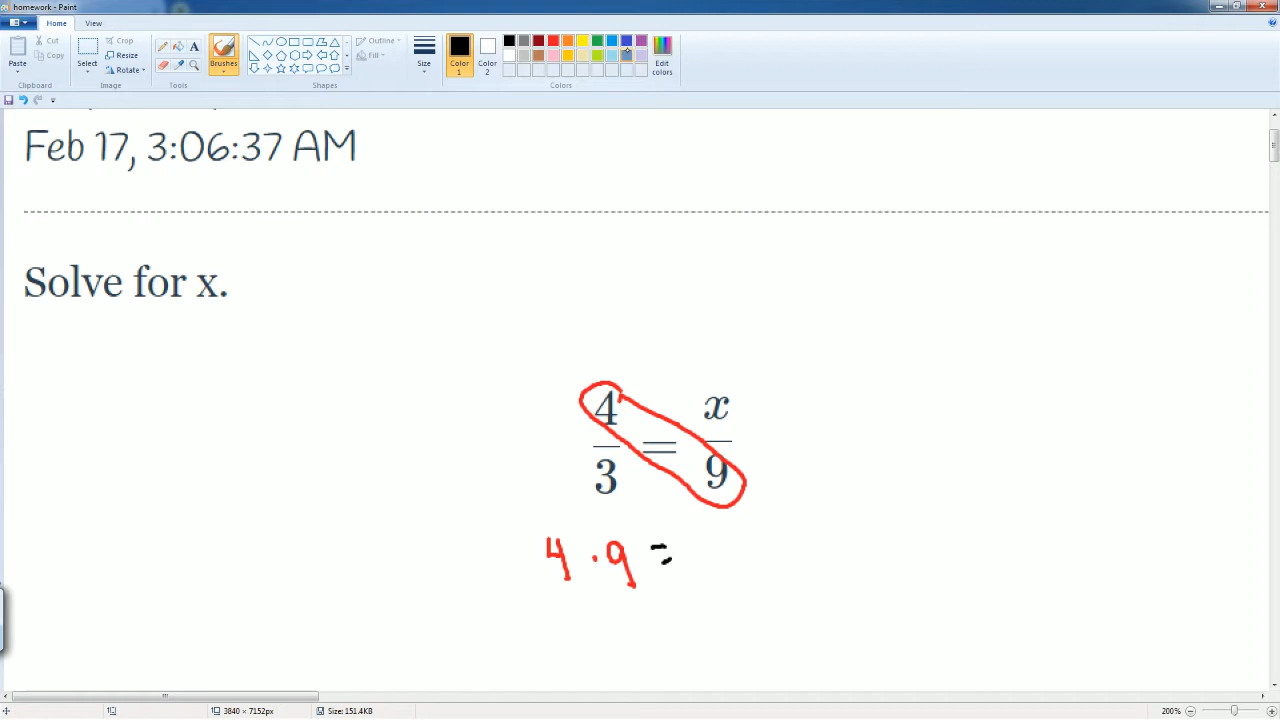 homework - Paint
Home View
Paste
Cut
Copy
Clipboard
Select
Crop
Resize
Rotate
Image
A
Tools
Brushes
Outline
Fill
Shapes
Size
Color 1
Color 2
Edit colors
Colors
Feb 17, 3:06:37 AM
Solve for x.
4/3 = x/9
4 · 9 =
3840 × 7152px
Size: 151.4KB
200%